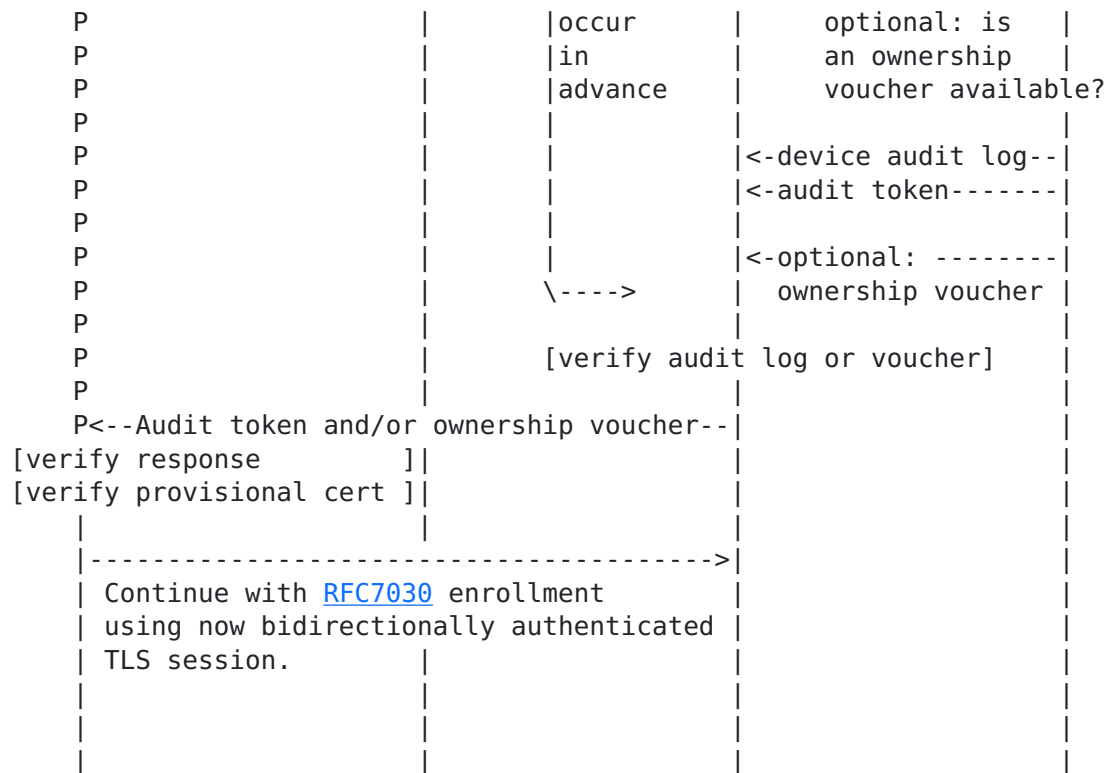 P                     |       |occur      |     optional: is   |
P                     |       |in         |     an ownership   |
P                     |       |advance    |     voucher available?
P                     |       |           |                    |
P                     |       |           |<-device audit log--|
P                     |       |           |<-audit token-------|
P                     |       |           |                    |
P                     |       |           |<-optional: --------|
P                     |       \---->      |  ownership voucher |
P                     |                   |                    |
P                     |       [verify audit log or voucher]    |
P                     |                   |                    |
P<--Audit token and/or ownership voucher--|                    |
[verify response         ]|                   |                    |
[verify provisional cert ]|                   |                    |
|                     |                   |                    |
|---------------------------------------->|                    |
| Continue with RFC7030 enrollment        |                    |
| using now bidirectionally authenticated |                    |
| TLS session.        |                   |                    |
|                     |                   |                    |
|                     |                   |                    |
|                     |                   |                    |